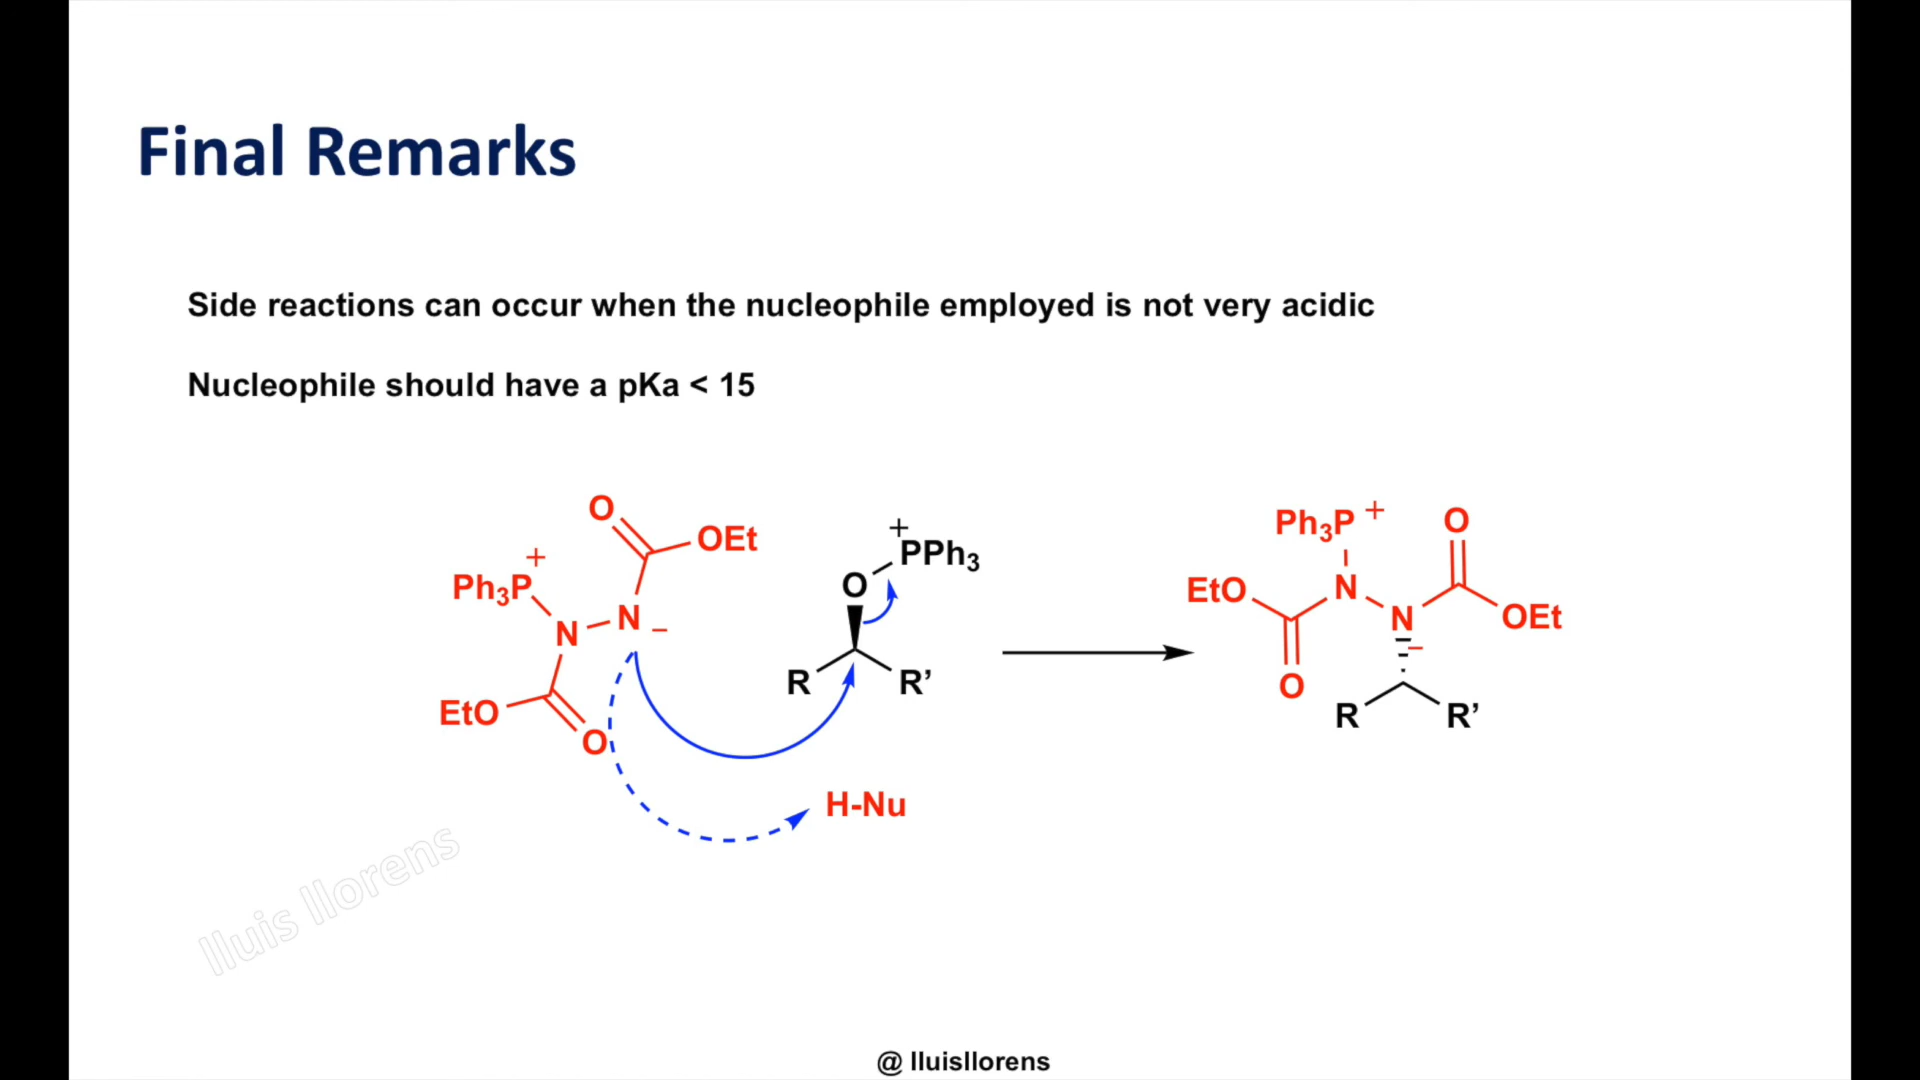 Final Remarks
Side reactions can occur when the nucleophile employed is not very acidic
Nucleophile should have a pKa < 15
O
OEt
+
Ph3P
N
N
−
EtO
O
+
PPh3
O
R
R’
H-Nu
Ph3P +
O
EtO
N
N
−
OEt
O
R
R’
lluis llorens
@ lluisllorens